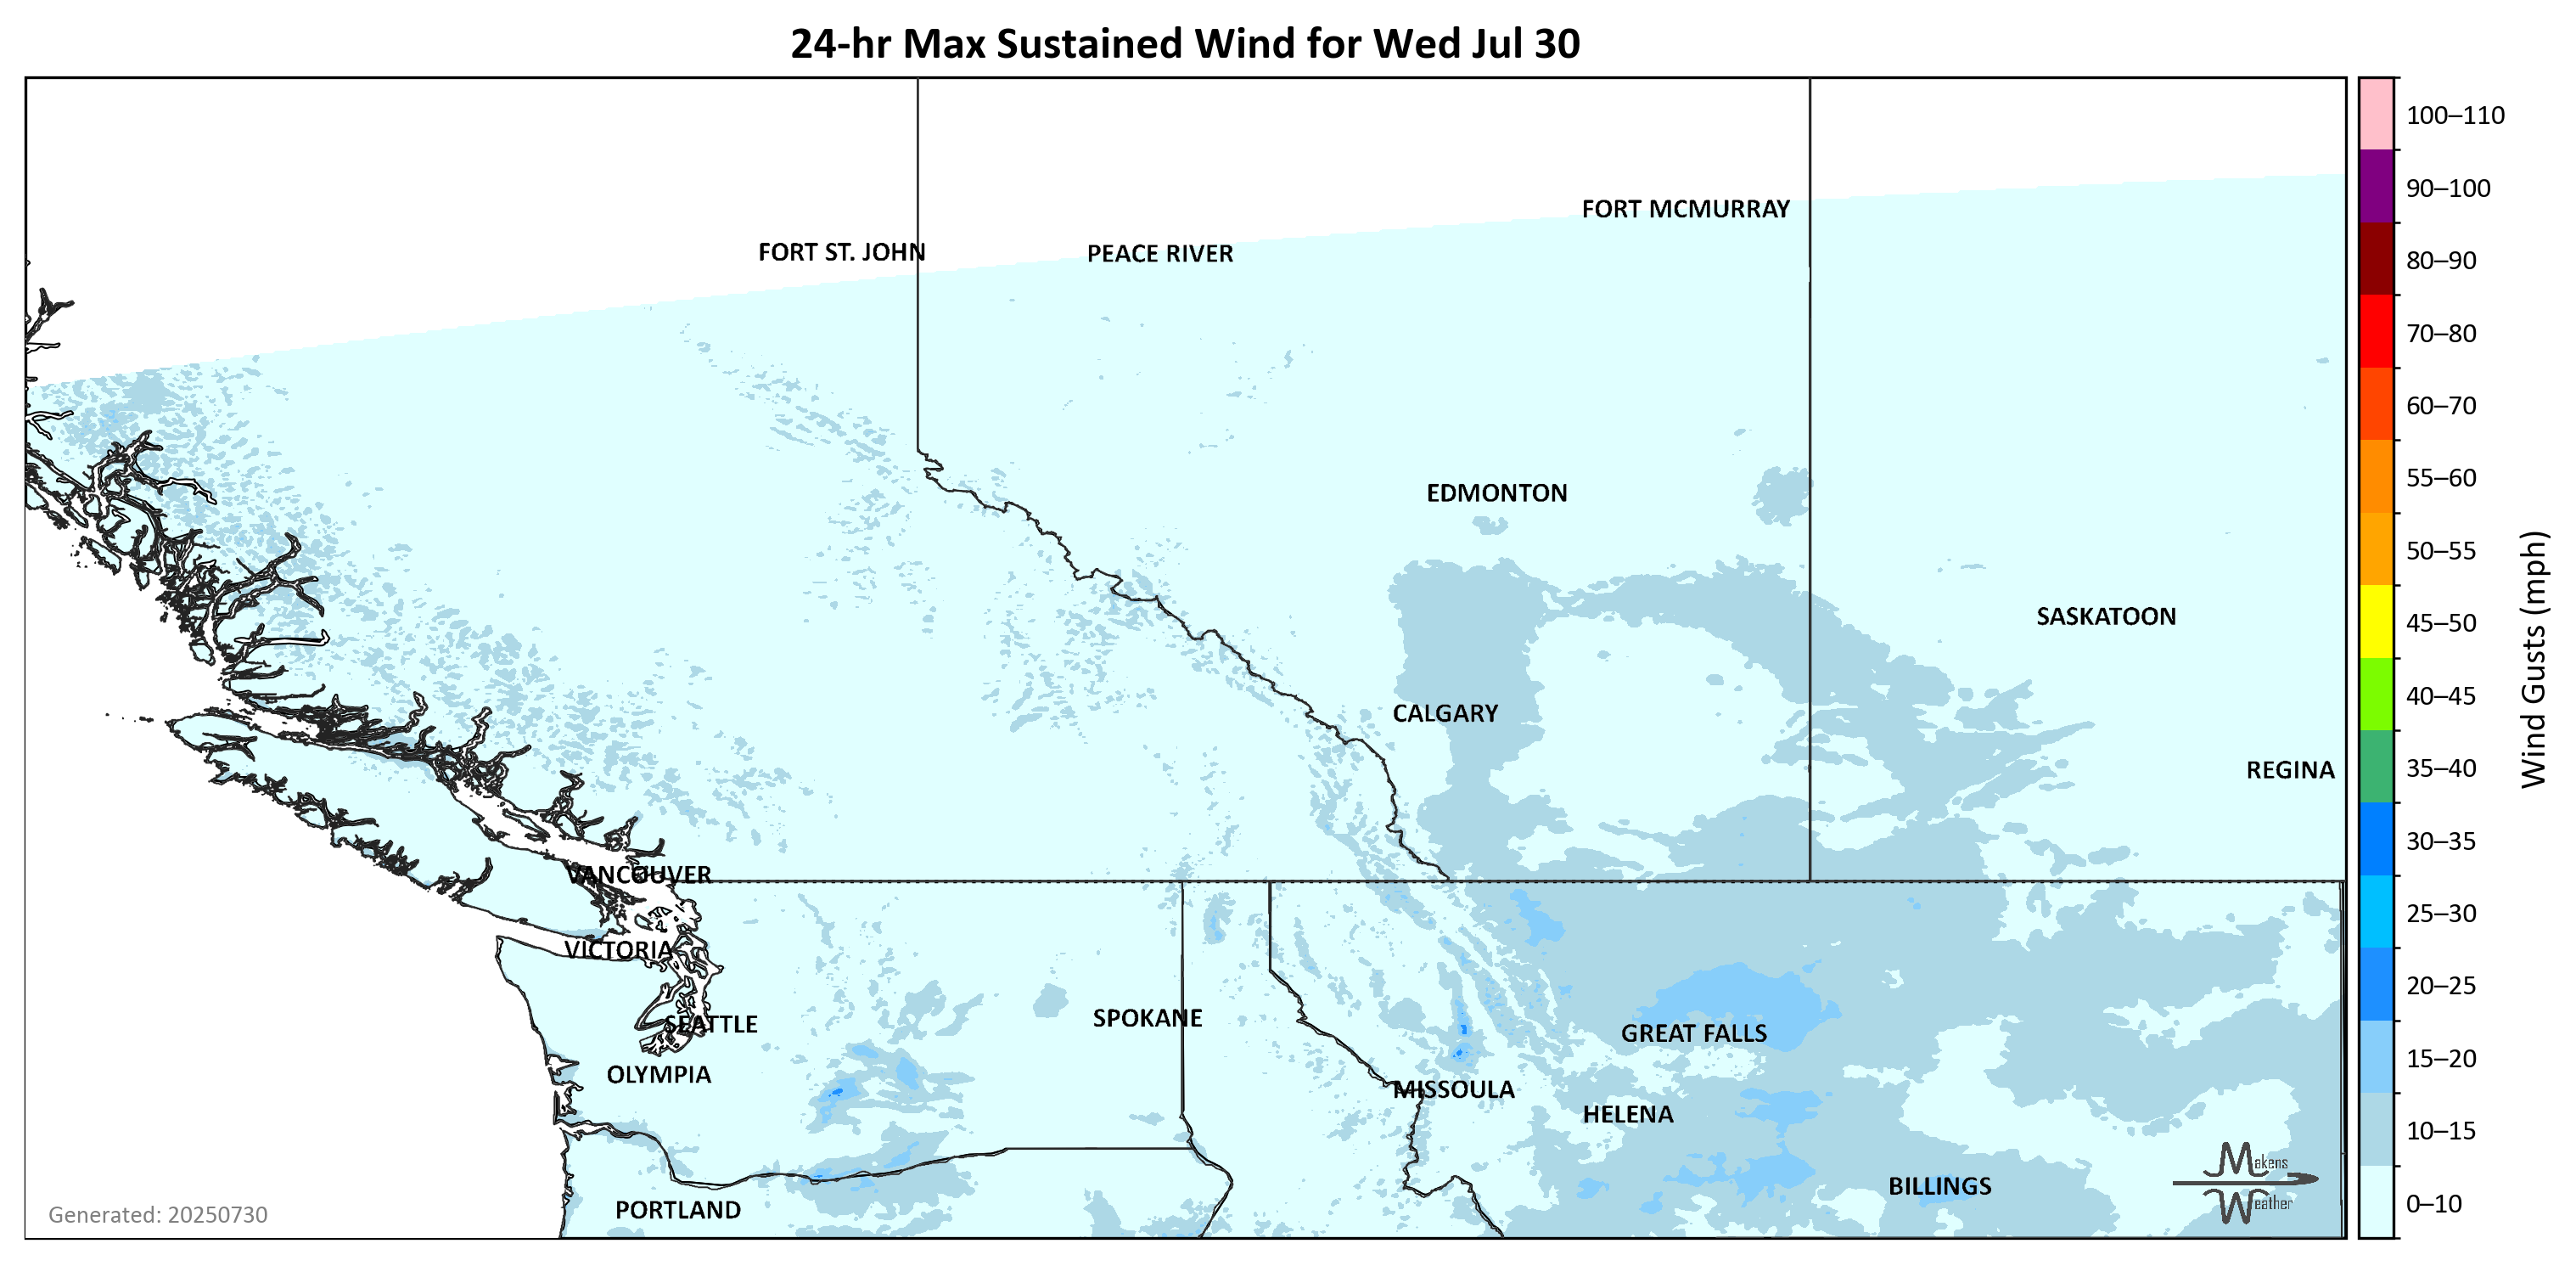 24-hr Max Sustained Wind for Wed Jul 30
100–110
90–100
80–90
70–80
60–70
55–60
50–55
45–50
40–45
35–40
30–35
25–30
20–25
15–20
10–15
0–10
Wind Gusts (mph)
FORT MCMURRAY
FORT ST. JOHN
PEACE RIVER
EDMONTON
SASKATOON
CALGARY
REGINA
VANCOUVER
VICTORIA
SEATTLE
SPOKANE
GREAT FALLS
OLYMPIA
MISSOULA
HELENA
BILLINGS
PORTLAND
Makens
Weather
Generated: 20250730